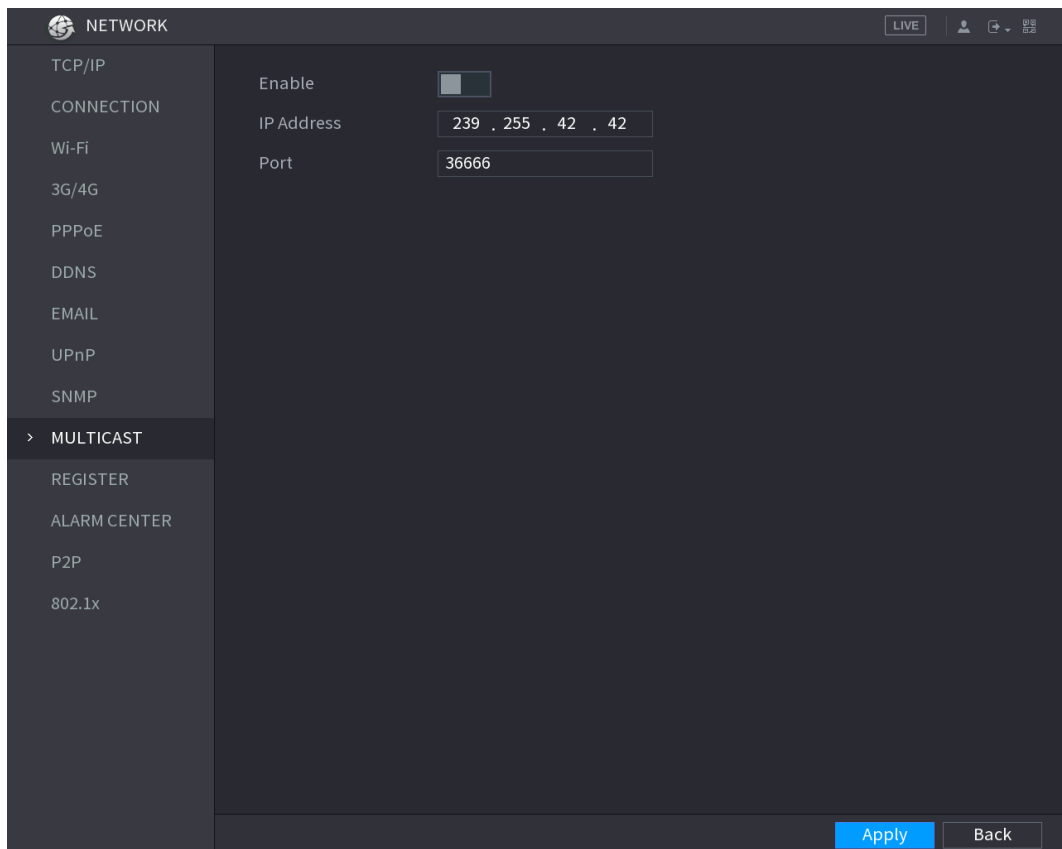 NETWORK
LIVE
TCP/IP
CONNECTION
Wi-Fi
3G/4G
PPPoE
DDNS
EMAIL
UPnP
SNMP
> MULTICAST
REGISTER
ALARM CENTER
P2P
802.1x
Enable
IP Address 239 . 255 . 42 . 42
Port 36666
Apply Back